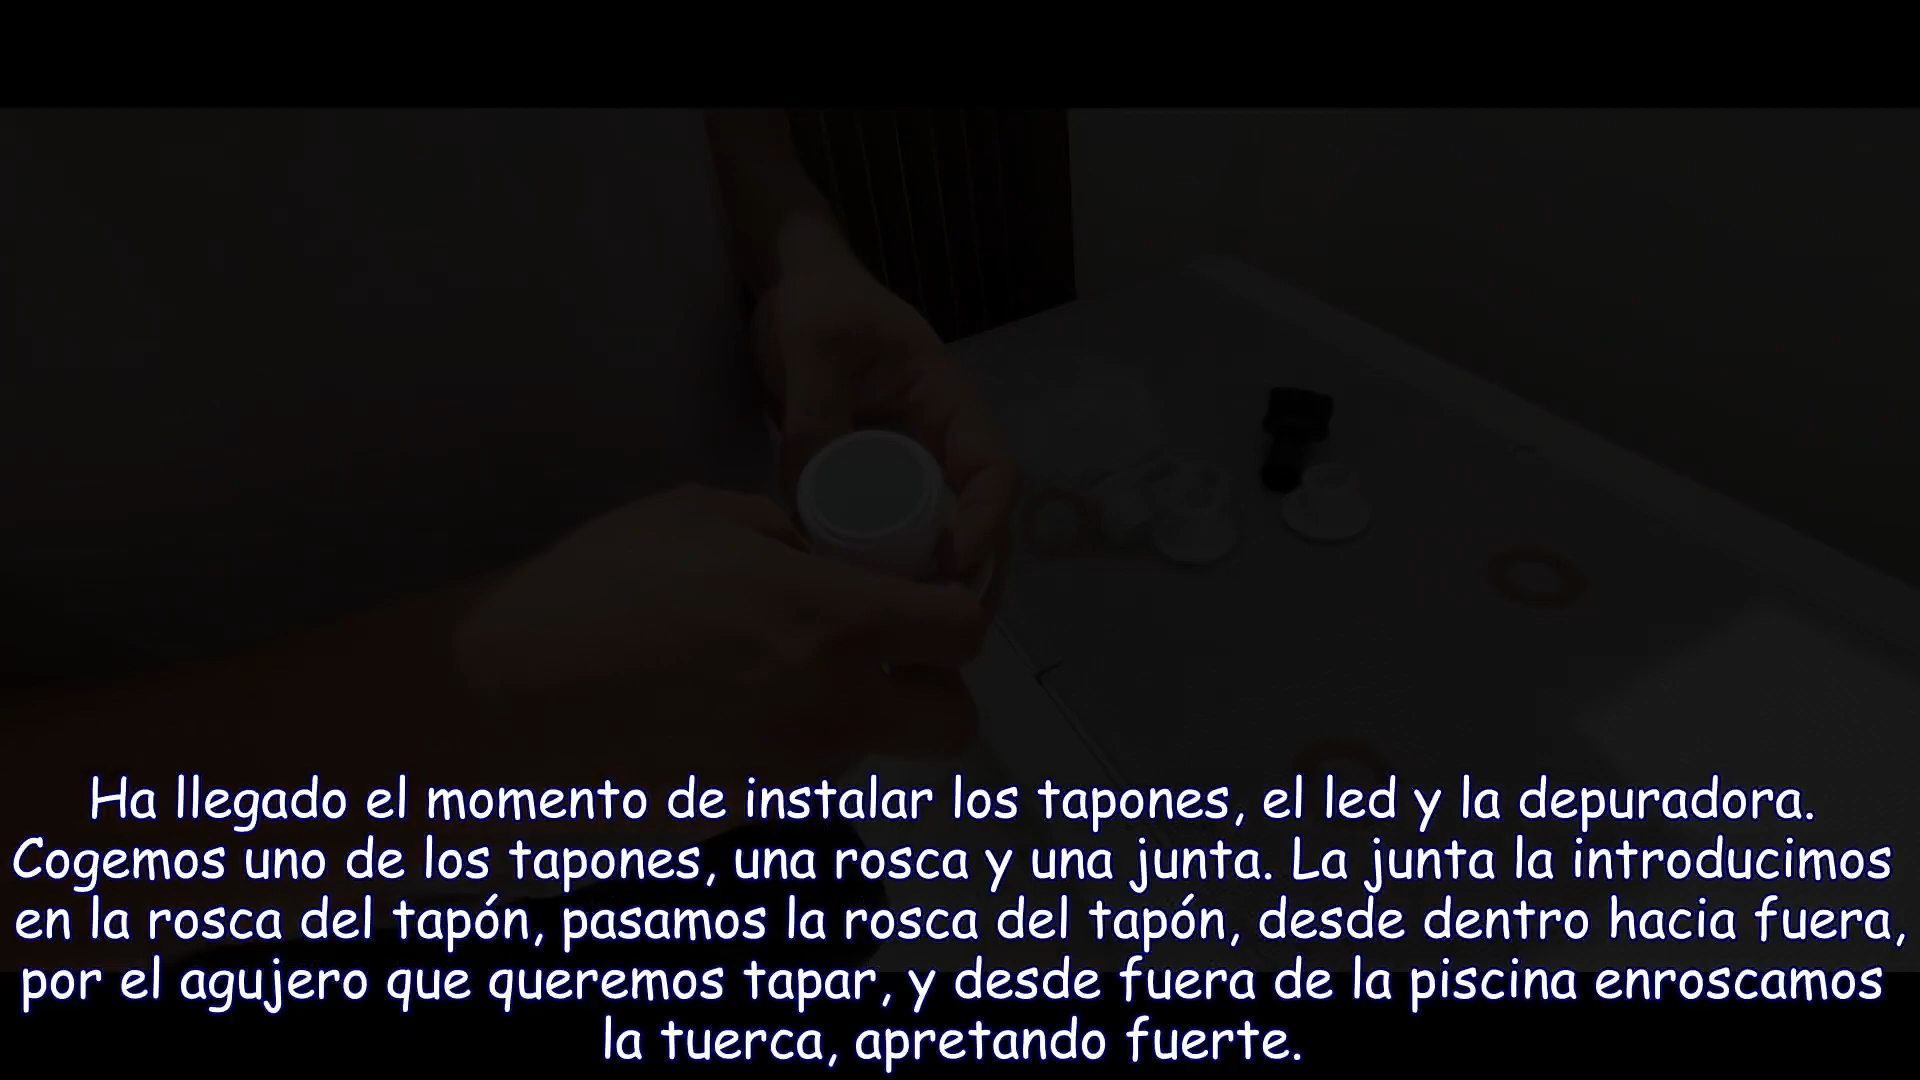 Ha llegado el momento de instalar los tapones, el led y la depuradora.
Cogemos uno de los tapones, una rosca y una junta. La junta la introducimos
en la rosca del tapón, pasamos la rosca del tapón, desde dentro hacia fuera,
por el agujero que queremos tapar, y desde fuera de la piscina enroscamos
la tuerca, apretando fuerte.